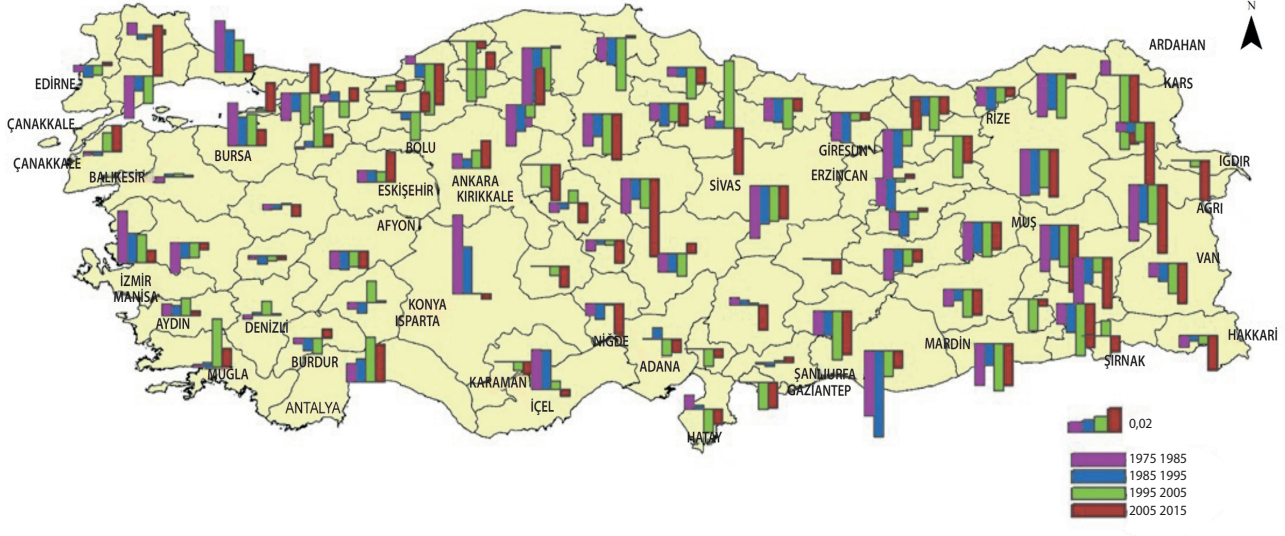 N
ARDAHAN
KARS
EDİRNE
ÇANAKKALE
RİZE
BURSA
BOLU
GİRESUN
ÇANAKKALE
IĞDIR
BALIKESİR
ERZİNCAN
ANKARA
ESKİŞEHİR
SİVAS
KIRIKKALE
AĞRI
AFYON
MUŞ
VAN
İZMİR
MANİSA
KONYA
ISPARTA
AYDIN
DENİZLİ
NİĞDE
MARDİN
HAKKARİ
BURDUR
ŞIRNAK
ADANA
MUĞLA
ŞANLIURFA
KARAMAN
GAZİANTEP
ANTALYA
İÇEL
HATAY
0,02
1975 1985
1985 1995
1995 2005
2005 2015